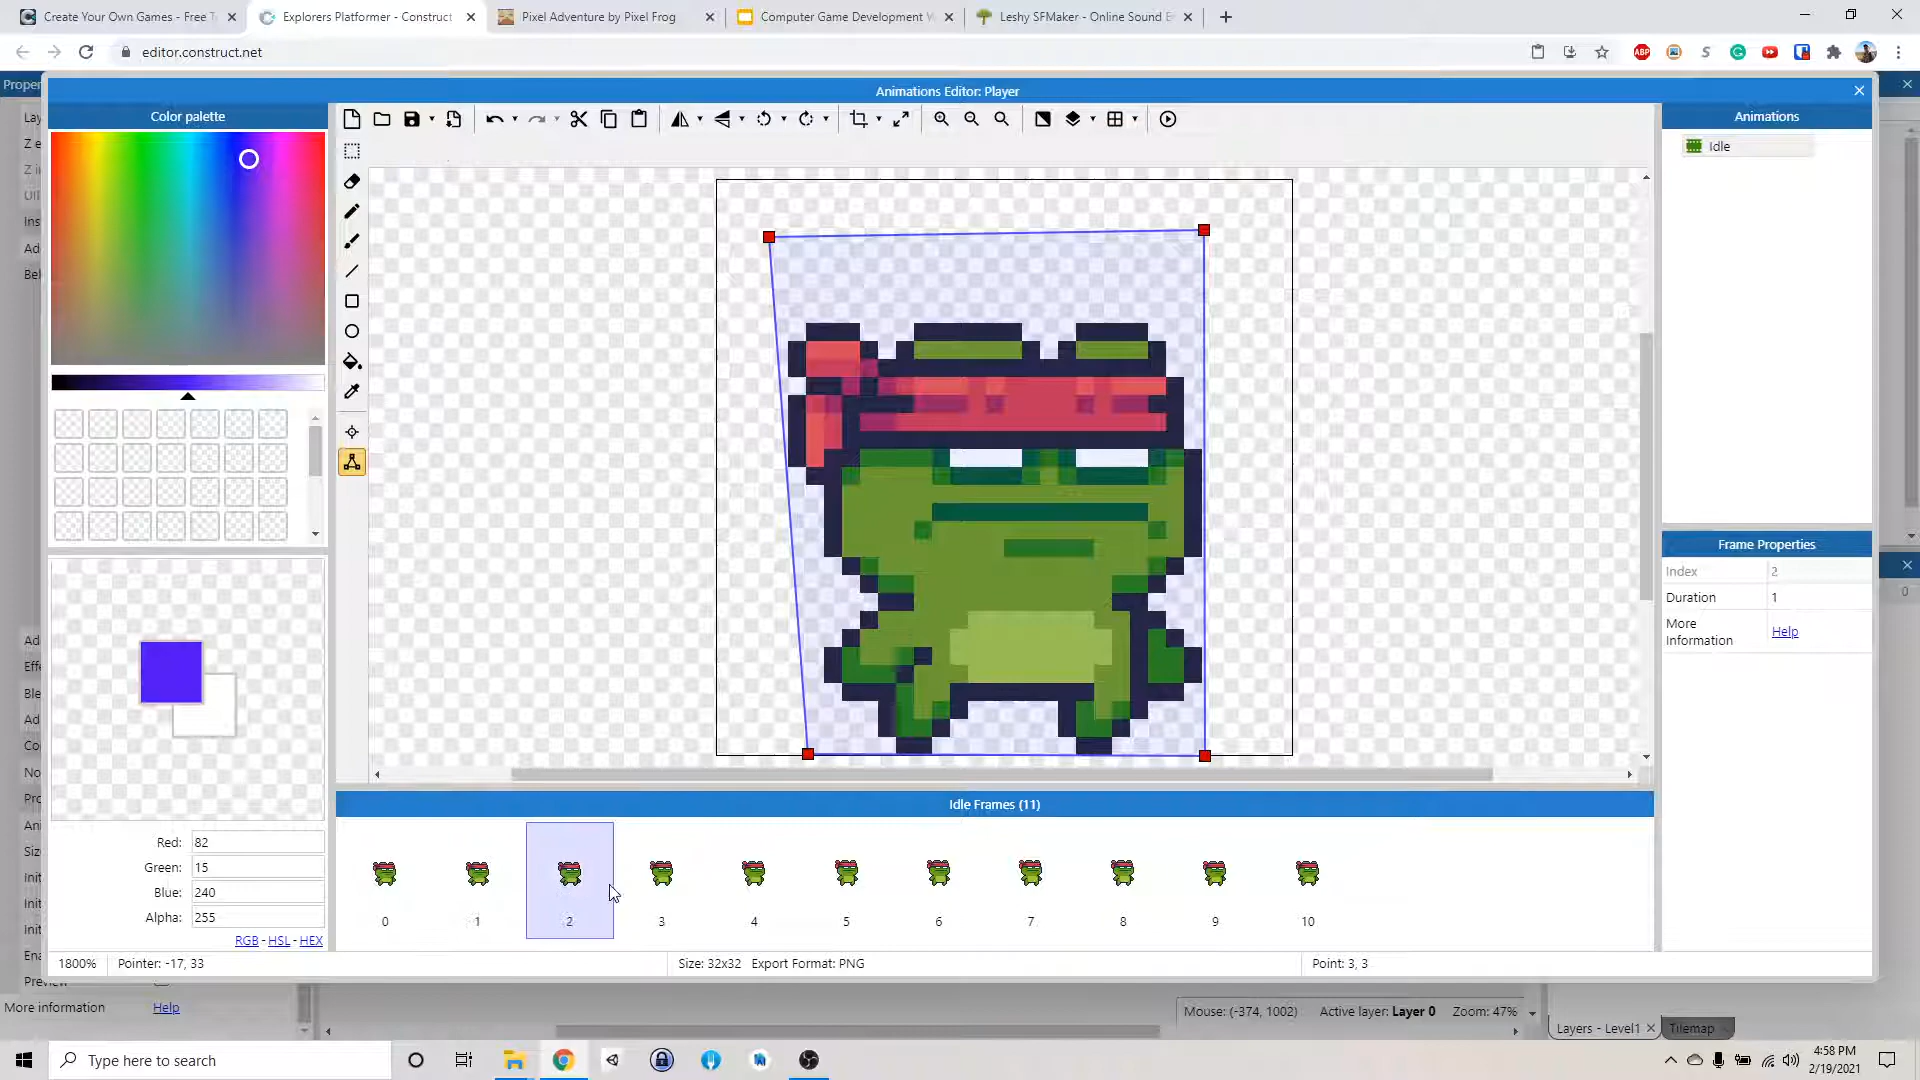 Create Your Own Games - Free T
Explorers Platformer - Construct
Pixel Adventure by Pixel Frog
Computer Game Development
Leshy SFMaker - Online Sound E
editor.construct.net
Animations Editor: Player
Color palette
Animations
Idle
Frame Properties
Index 2
Duration 1
More Information Help
Idle Frames (11)
0 1 2 3 4 5 6 7 8 9 10
Red: 82
Green: 15
Blue: 240
Alpha: 255
RGB - HSL - HEX
1800% Pointer: -17, 33
Size: 32x32 Export Format: PNG
Point: 3, 3
More information Help
Mouse: (-374, 1002) Active layer: Layer 0 Zoom: 47%
Layers - Level1
Tilemap
Type here to search
4:58 PM
2/19/2021